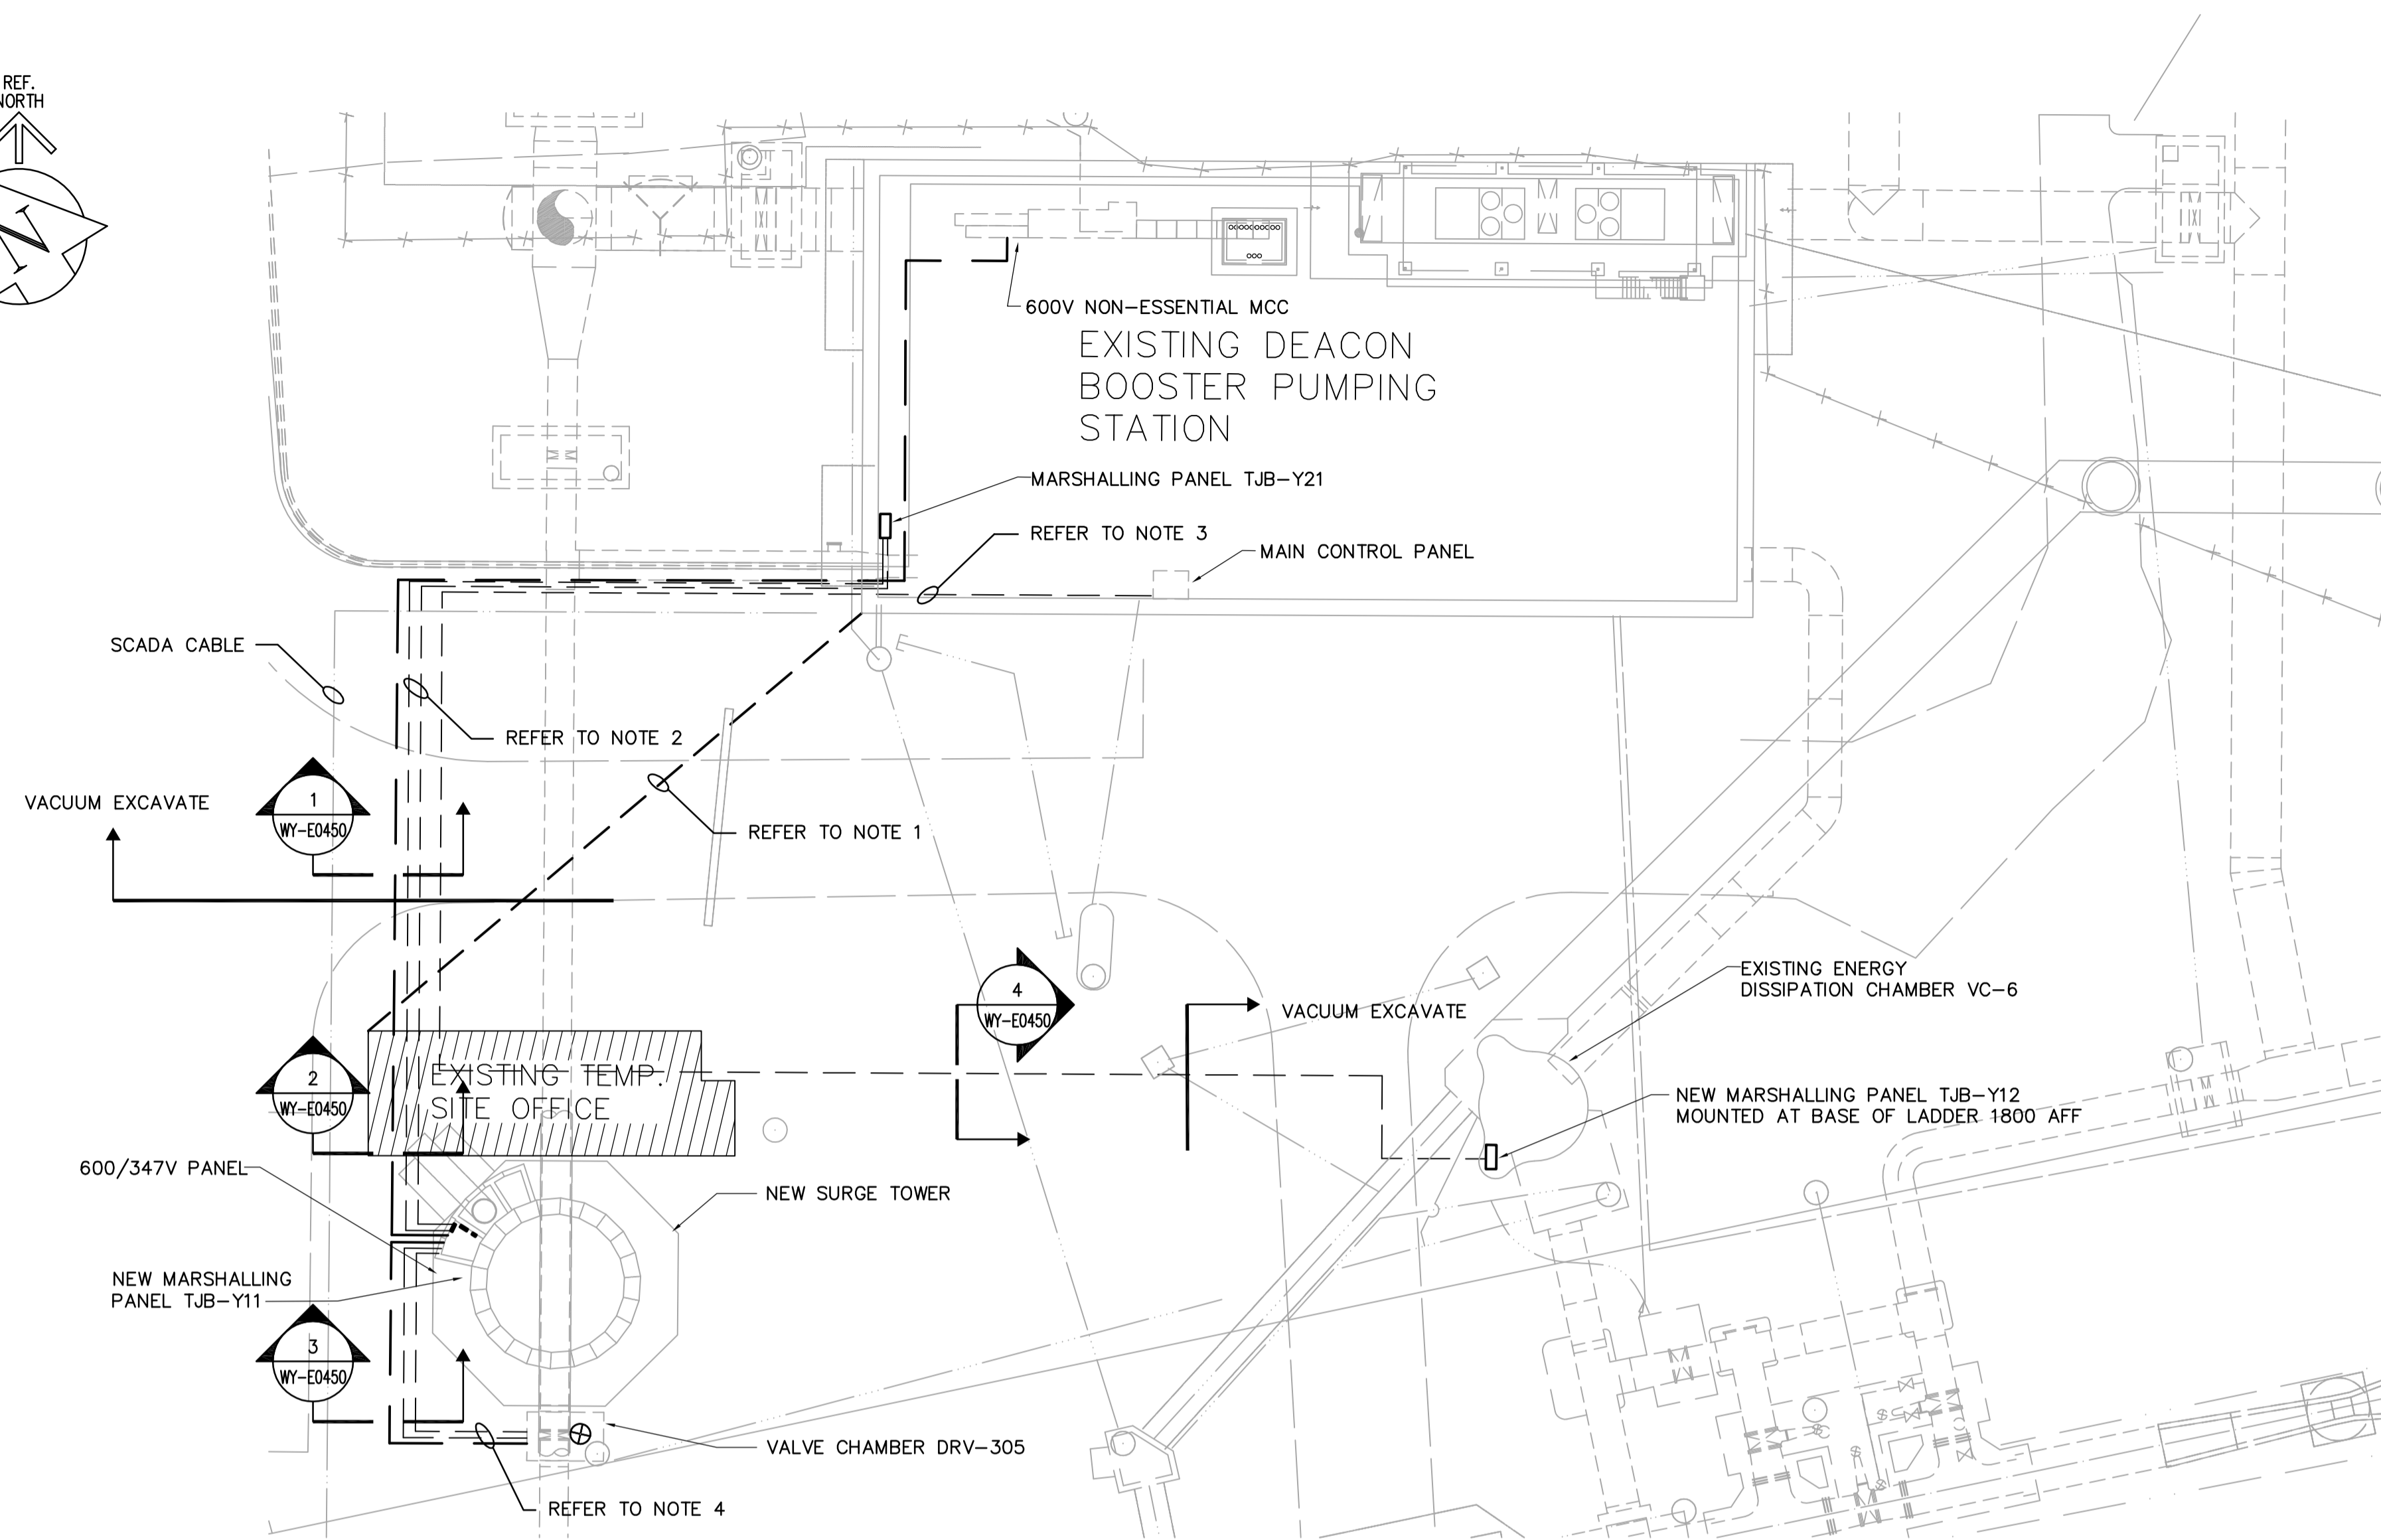 REF.
NORTH
N
600V NON-ESSENTIAL MCC
EXISTING DEACON
BOOSTER PUMPING
STATION
MARSHALLING PANEL TJB-Y21
REFER TO NOTE 3
MAIN CONTROL PANEL
SCADA CABLE
REFER TO NOTE 2
VACUUM EXCAVATE
1
WY-E0450
REFER TO NOTE 1
EXISTING ENERGY
DISSIPATION CHAMBER VC-6
4
WY-E0450
VACUUM EXCAVATE
EXISTING TEMP.
SITE OFFICE
2
WY-E0450
NEW MARSHALLING PANEL TJB-Y12
MOUNTED AT BASE OF LADDER 1800 AFF
600/347V PANEL
NEW SURGE TOWER
NEW MARSHALLING
PANEL TJB-Y11
3
WY-E0450
VALVE CHAMBER DRV-305
REFER TO NOTE 4